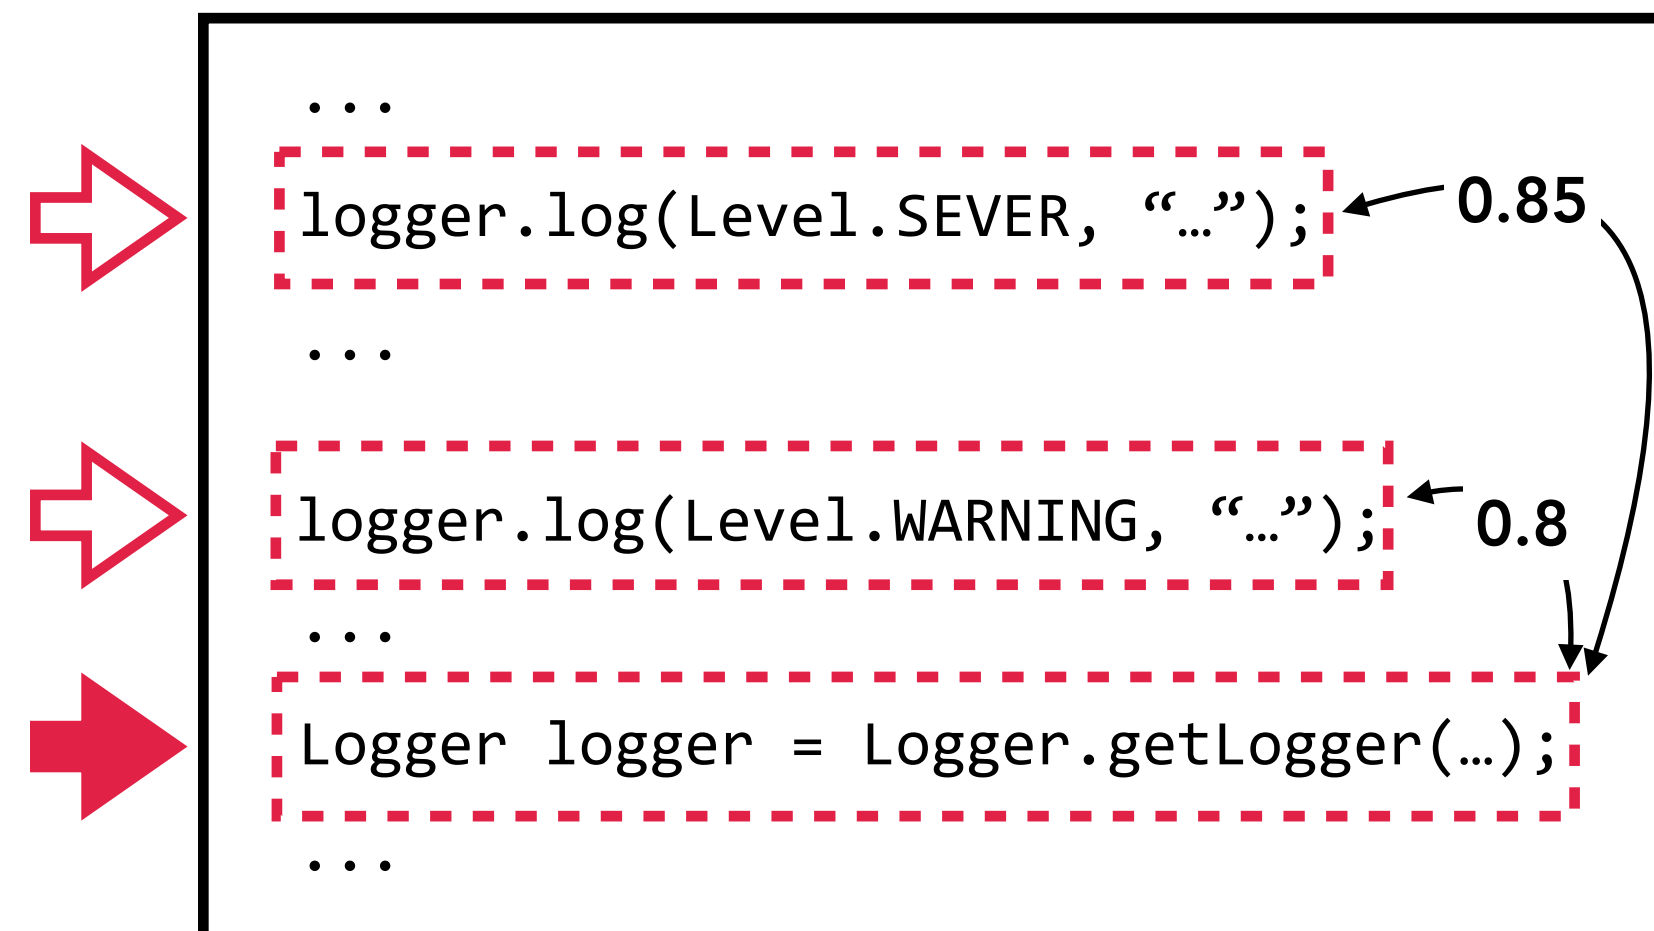 ...
logger.log(Level.SEVER, “…”);
0.85
...
logger.log(Level.WARNING, “…”);
0.8
...
Logger logger = Logger.getLogger(…);
...